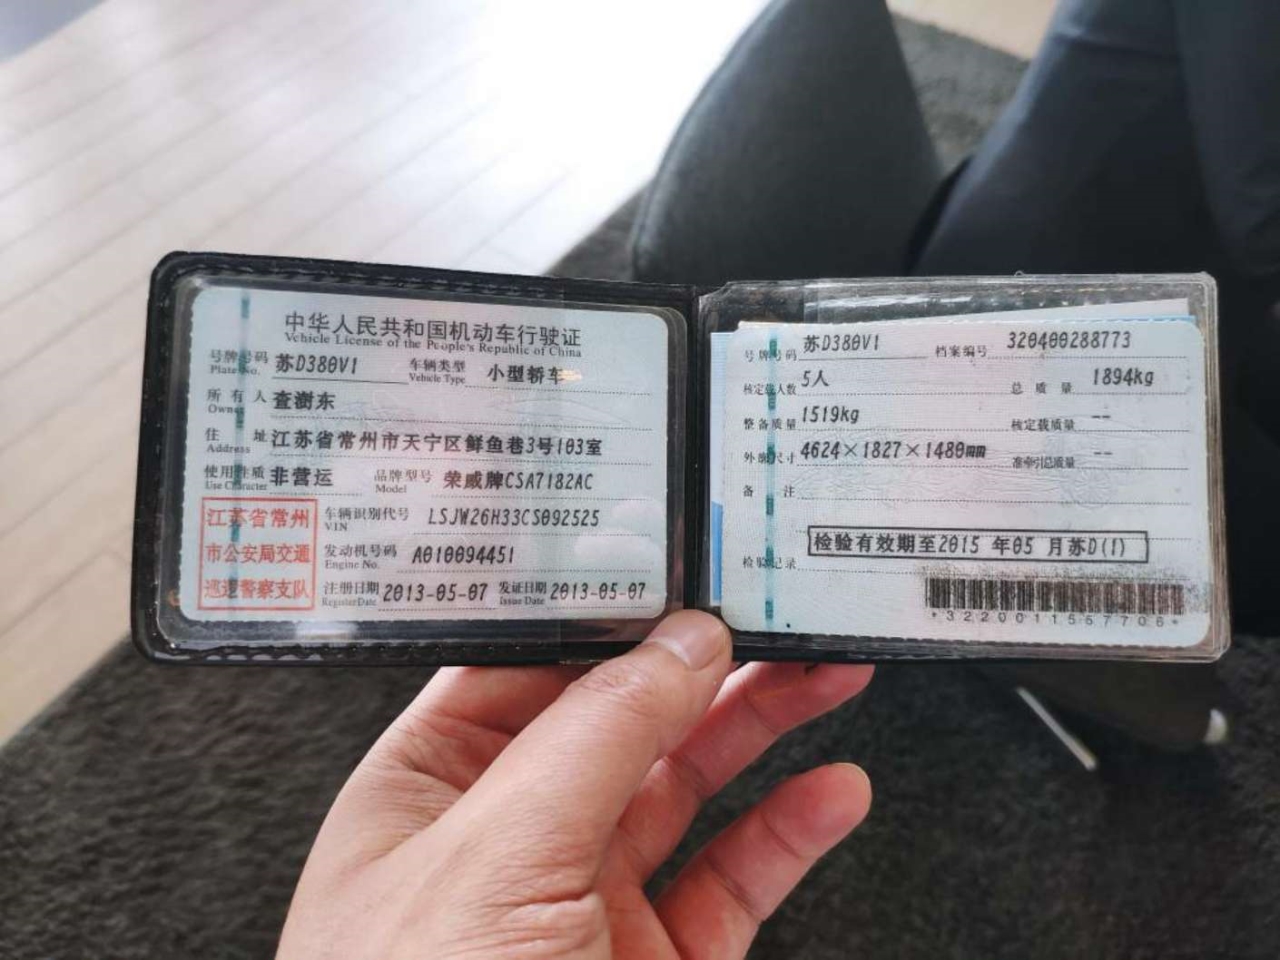 中华人民共和国机动车行驶证
Vehicle License of the People's Republic of China
号牌号码 苏D380V1 车辆类型 小型轿车
Plate No. Vehicle Type
所有人 查澍东
Owner
住址 江苏省常州市天宁区鲜鱼巷3号103室
Address
使用性质 非营运 品牌型号 荣威牌CSA7182AC
Use Character Model
江苏省常州
市公安局交通
巡逻警察支队
车辆识别代号 LSJW26H33CS092525
VIN
发动机号码 A010094451
Engine No.
注册日期 2013-05-07 发证日期 2013-05-07
Register Date Issue Date
号牌号码 苏D380V1 档案编号 320400288773
核定载人数 5人 总质量 1894kg
整备质量 1519kg 核定载质量 --
外廓尺寸 4624×1827×1480mm 准牵引总质量 --
备注
检验记录 检验有效期至2015 年05 月苏D(1)
*3220011557706*